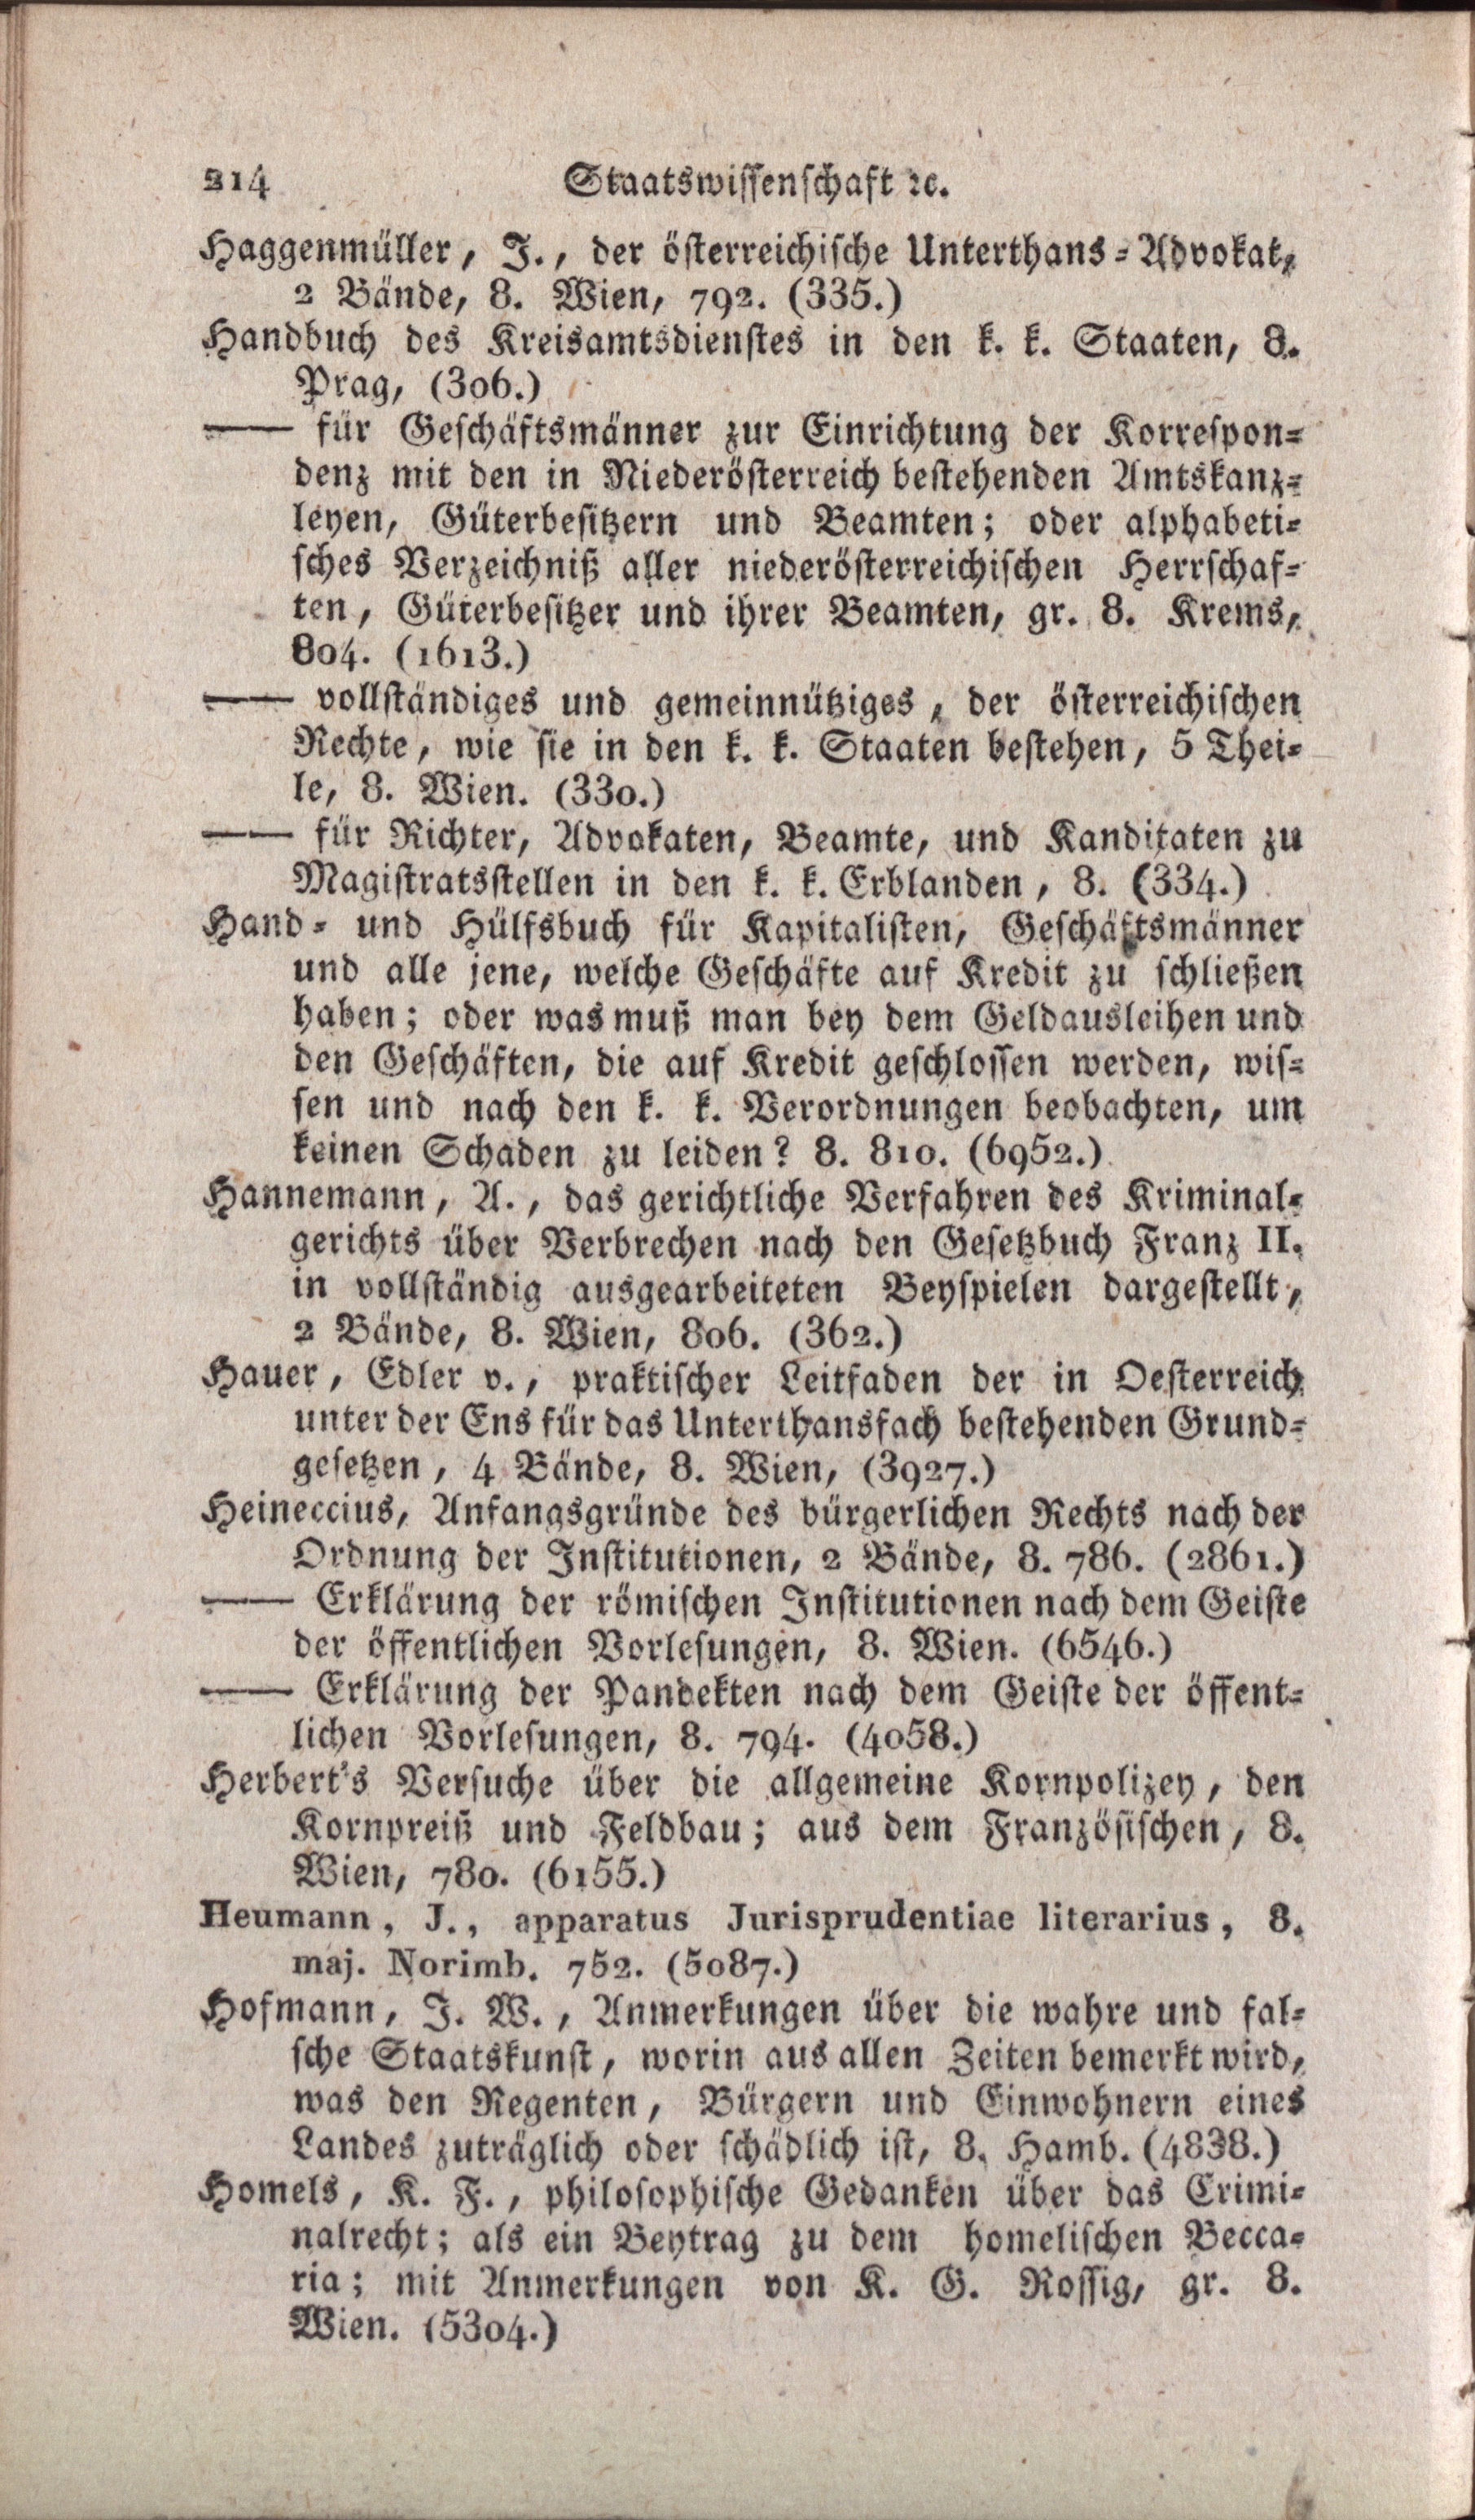 214 Staatswissenschaft ꝛc.
Haggenmüller, J., der österreichische Unterthans-Advokat,
2 Bände, 8. Wien, 792. (335.)
Handbuch des Kreisamtsdienstes in den k. k. Staaten, 8.
Prag, (306.)
—— für Geschäftsmänner zur Einrichtung der Korrespon-
denz mit den in Niederösterreich bestehenden Amtskanz-
leyen, Güterbesitzern und Beamten; oder alphabeti-
sches Verzeichniß aller niederösterreichischen Herrschaf-
ten, Güterbesitzer und ihrer Beamten, gr. 8. Krems,
804. (1613.)
—— vollständiges und gemeinnütziges, der österreichischen
Rechte, wie sie in den k. k. Staaten bestehen, 5 Thei-
le, 8. Wien. (330.)
—— für Richter, Advokaten, Beamte, und Kanditaten zu
Magistratsstellen in den k. k. Erblanden, 8. (334.)
Hand- und Hülfsbuch für Kapitalisten, Geschäftsmänner
und alle jene, welche Geschäfte auf Kredit zu schließen
haben; oder was muß man bey dem Geldausleihen und
den Geschäften, die auf Kredit geschlossen werden, wis-
sen und nach den k. k. Verordnungen beobachten, um
keinen Schaden zu leiden? 8. 810. (6952.)
Hannemann, A., das gerichtliche Verfahren des Kriminal-
gerichts über Verbrechen nach den Gesetzbuch Franz II.
in vollständig ausgearbeiteten Beyspielen dargestellt,
2 Bände, 8. Wien, 806. (362.)
Hauer, Edler v., praktischer Leitfaden der in Oesterreich
unter der Ens für das Unterthansfach bestehenden Grund-
gesetzen, 4 Bände, 8. Wien, (3927.)
Heineccius, Anfangsgründe des bürgerlichen Rechts nach der
Ordnung der Institutionen, 2 Bände, 8. 786. (2861.)
—— Erklärung der römischen Institutionen nach dem Geiste
der öffentlichen Vorlesungen, 8. Wien. (6546.)
—— Erklärung der Pandekten nach dem Geiste der öffent-
lichen Vorlesungen, 8. 794. (4058.)
Herbert's Versuche über die allgemeine Kornpolizey, den
Kornpreiß und Feldbau; aus dem Französischen, 8.
Wien, 780. (6155.)
Heumann, J., apparatus Jurisprudentiae literarius, 8.
maj. Norimb. 752. (5087.)
Hofmann, J. W., Anmerkungen über die wahre und fal-
sche Staatskunst, worin aus allen Zeiten bemerkt wird,
was den Regenten, Bürgern und Einwohnern eines
Landes zuträglich oder schädlich ist, 8. Hamb. (4838.)
Homels, K. F., philosophische Gedanken über das Crimi-
nalrecht; als ein Beytrag zu dem homelischen Becca-
ria; mit Anmerkungen von K. G. Rossig, gr. 8.
Wien. (5304.)